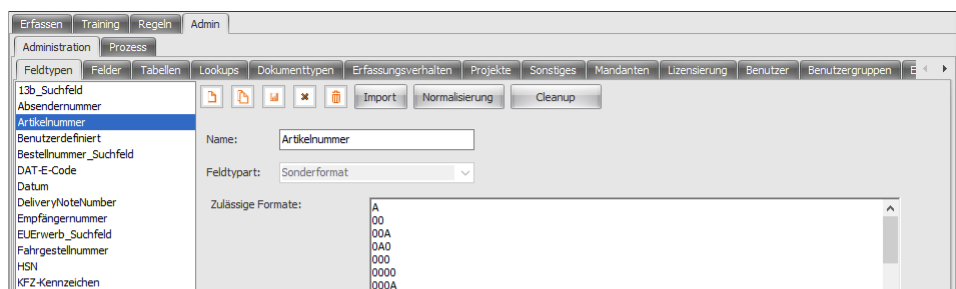 Erfassen Training Regeln Admin
Administration Prozess
Feldtypen Felder Tabellen Lookups Dokumenttypen Erfassungsverhalten Projekte Sonstiges Mandanten Lizensierung Benutzer Benutzergruppen E
13b_Suchfeld
Absendernummer
Artikelnummer
Benutzerdefiniert
Bestellnummer_Suchfeld
DAT-E-Code
Datum
DeliveryNoteNumber
Empfängernummer
EUErwerb_Suchfeld
Fahrgestellnummer
HSN
KFZ-Kennzeichen
Import Normalisierung Cleanup
Name: Artikelnummer
Feldtypart: Sonderformat
Zulässige Formate:
A
00
00A
0A0
000
0000
000A